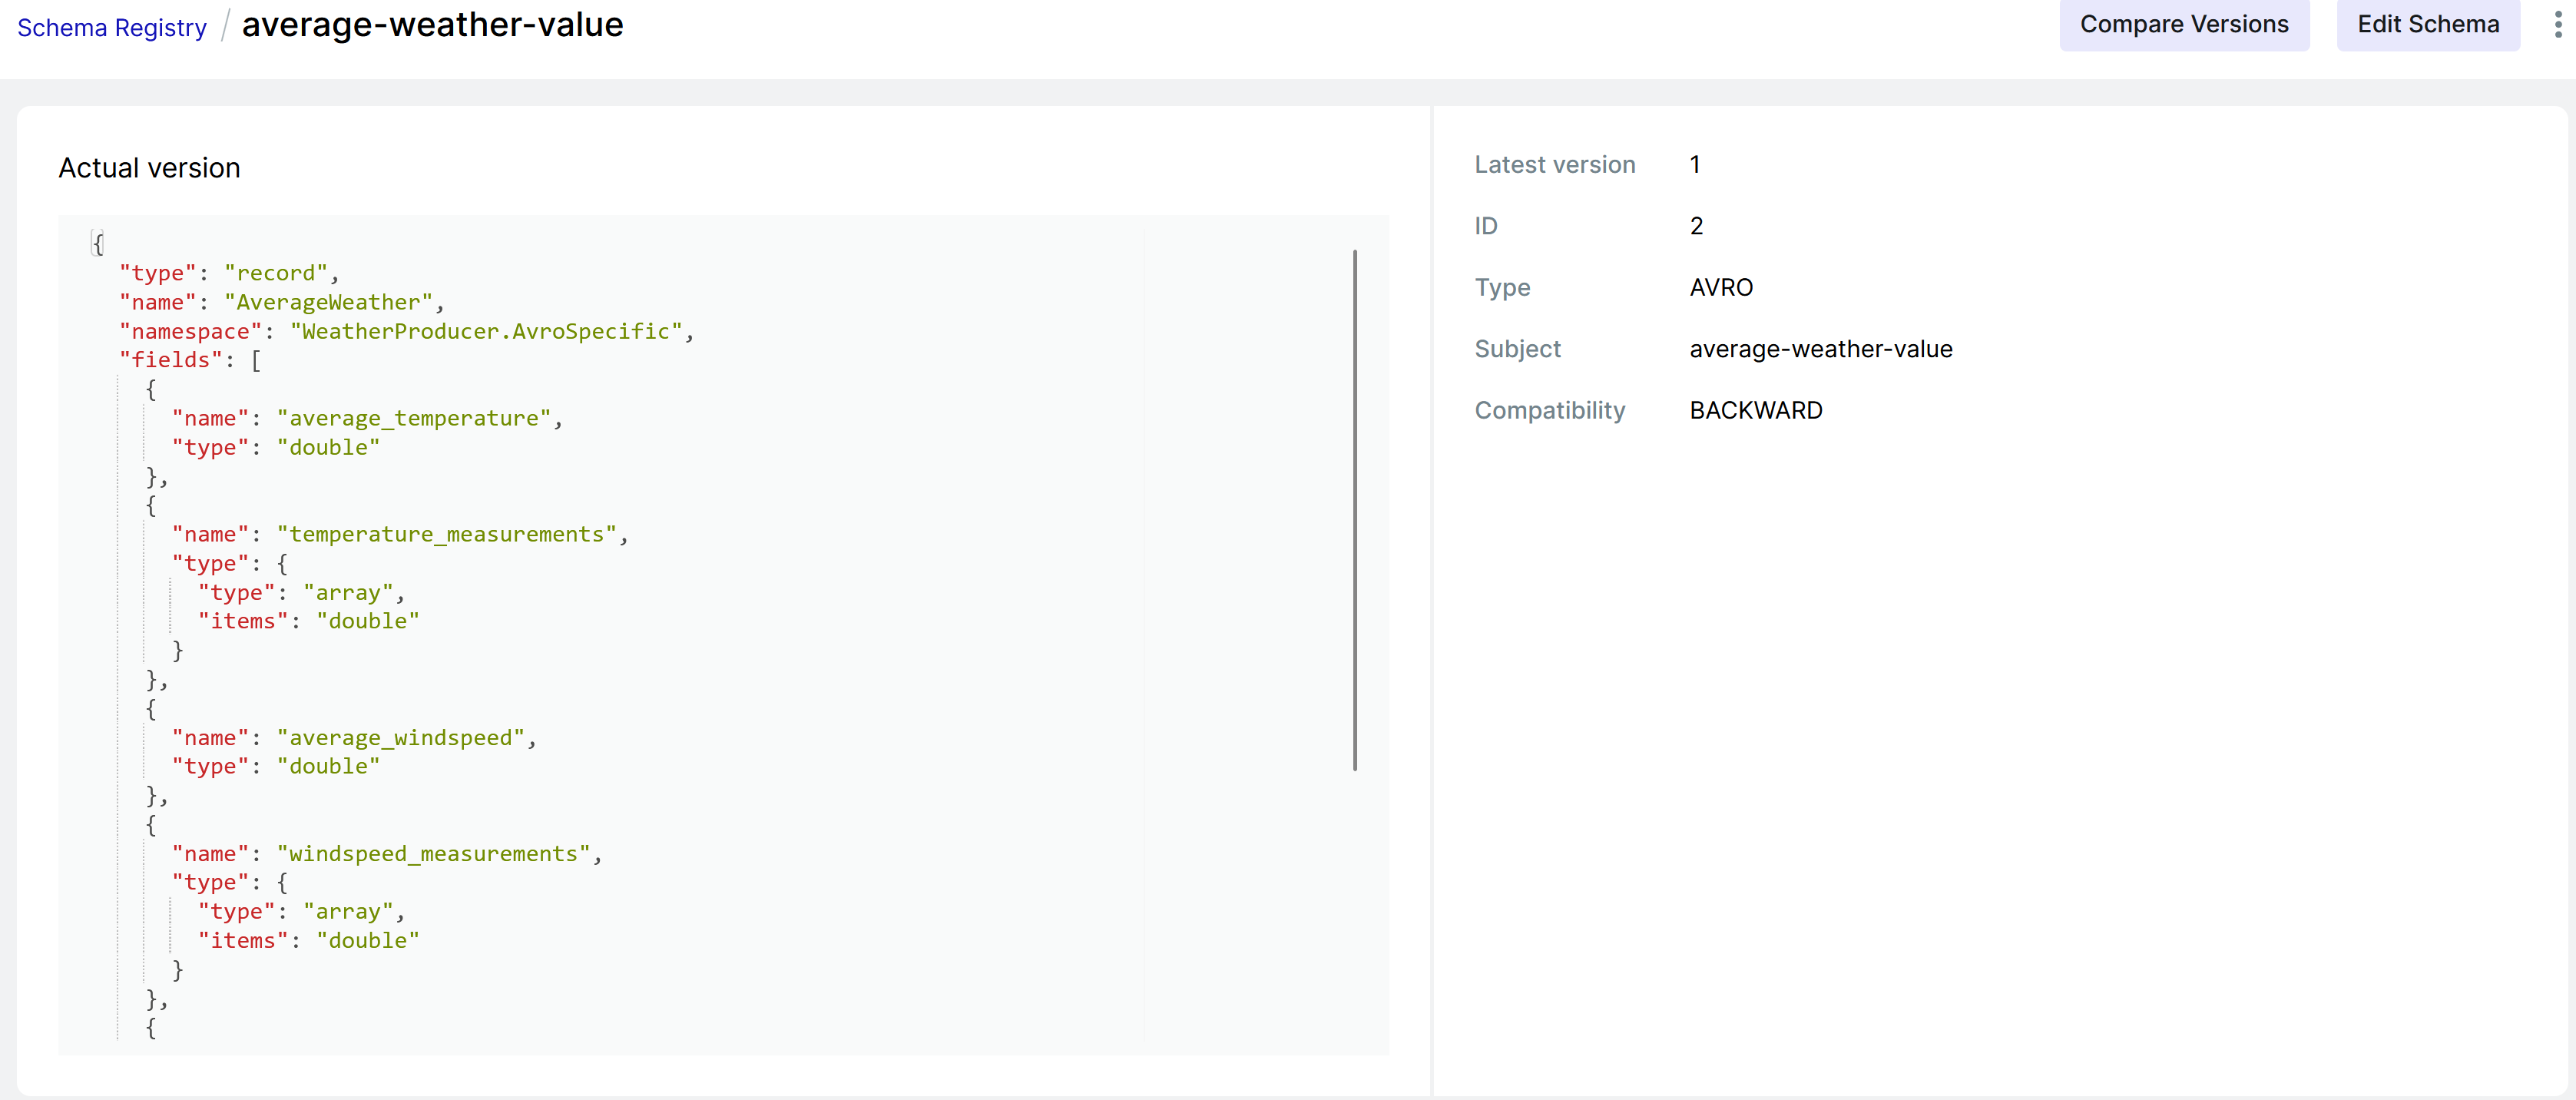 Schema Registry / average-weather-value
Compare Versions
Edit Schema
Actual version
{
"type": "record",
"name": "AverageWeather",
"namespace": "WeatherProducer.AvroSpecific",
"fields": [
{
"name": "average_temperature",
"type": "double"
},
{
"name": "temperature_measurements",
"type": {
"type": "array",
"items": "double"
}
},
{
"name": "average_windspeed",
"type": "double"
},
{
"name": "windspeed_measurements",
"type": {
"type": "array",
"items": "double"
}
},
{
Latest version 1
ID 2
Type AVRO
Subject average-weather-value
Compatibility BACKWARD